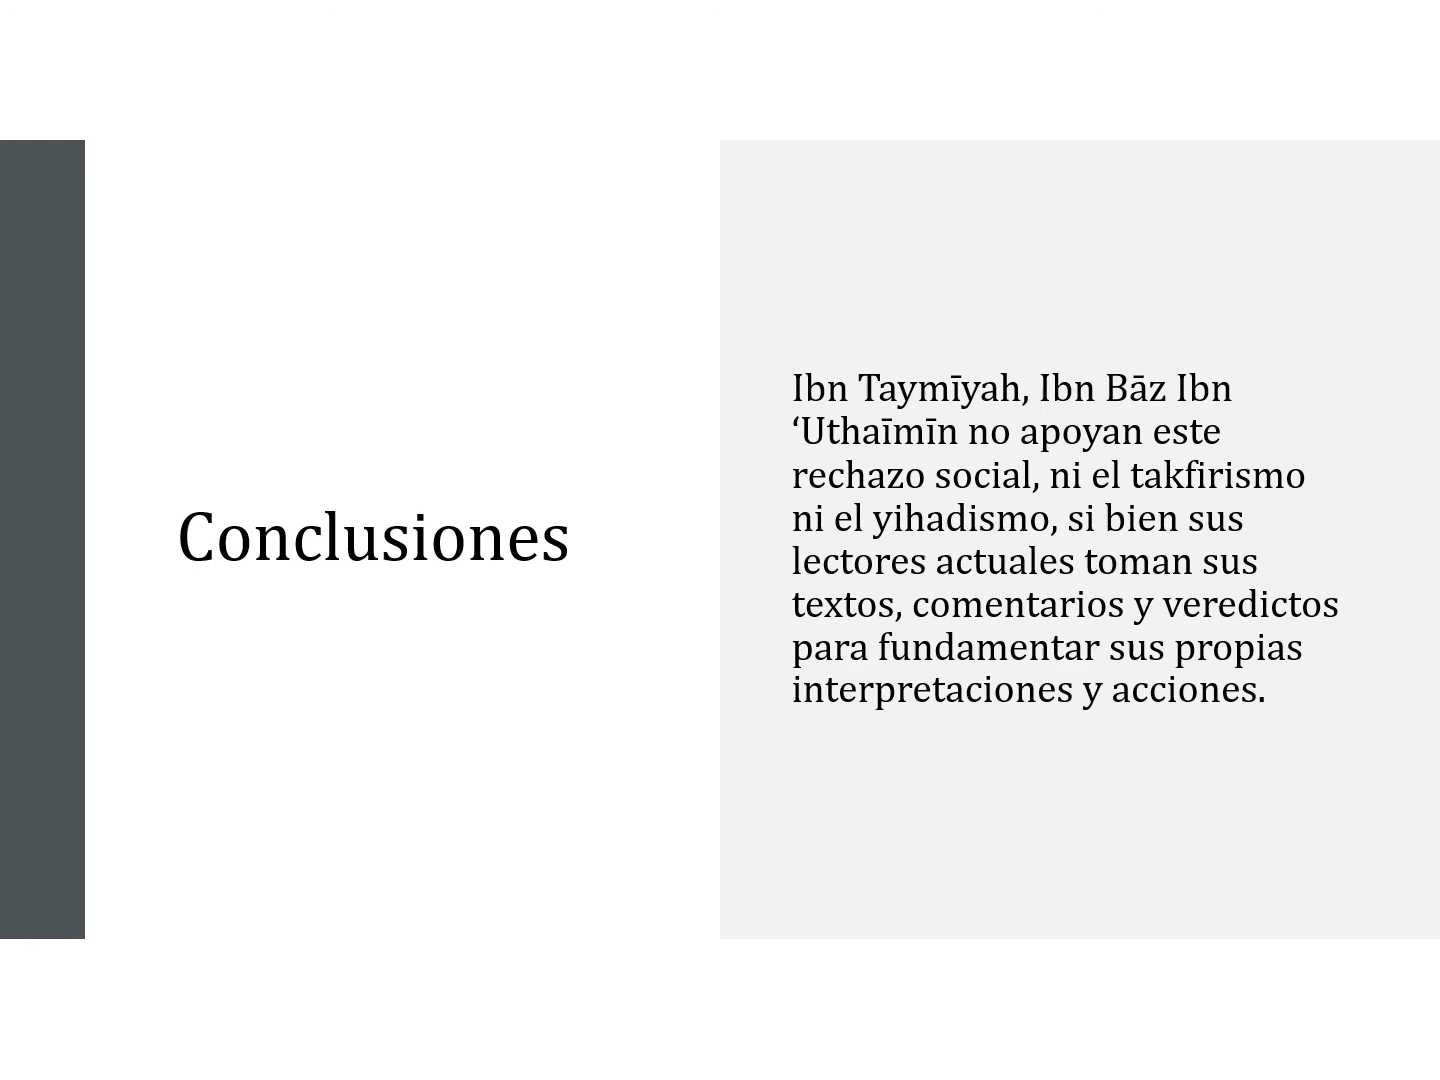 Conclusiones
Ibn Taymīyah, Ibn Bāz Ibn
‘Uthaīmīn no apoyan este
rechazo social, ni el takfirismo
ni el yihadismo, si bien sus
lectores actuales toman sus
textos, comentarios y veredictos
para fundamentar sus propias
interpretaciones y acciones.